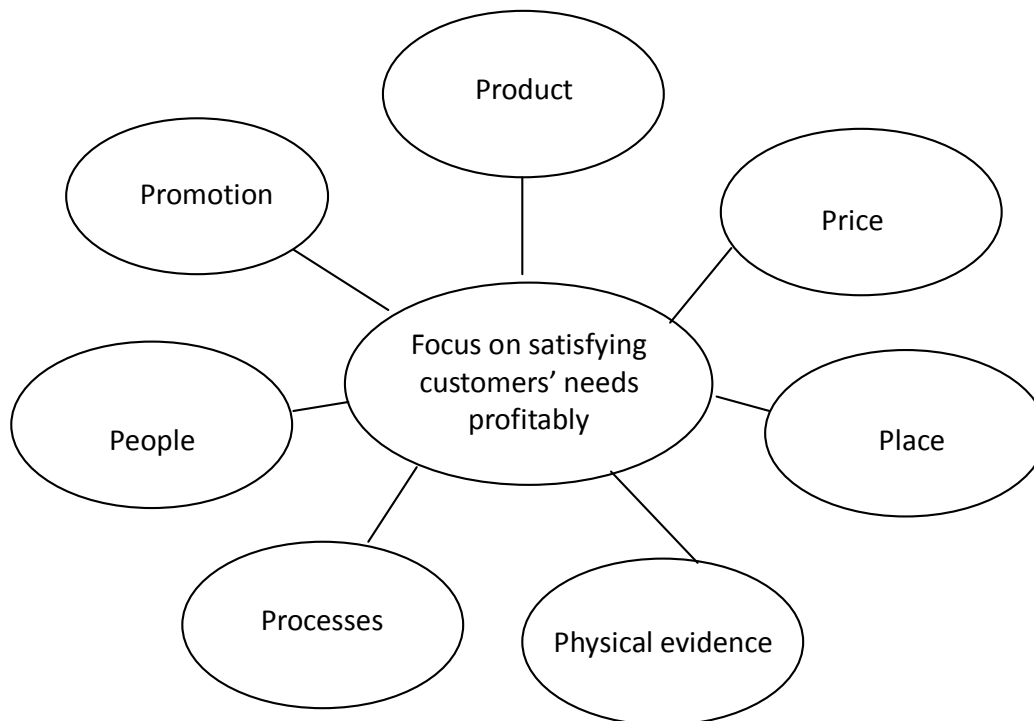 Product
Promotion
Price
Focus on satisfying
customers’ needs
profitably
People
Place
Processes
Physical evidence